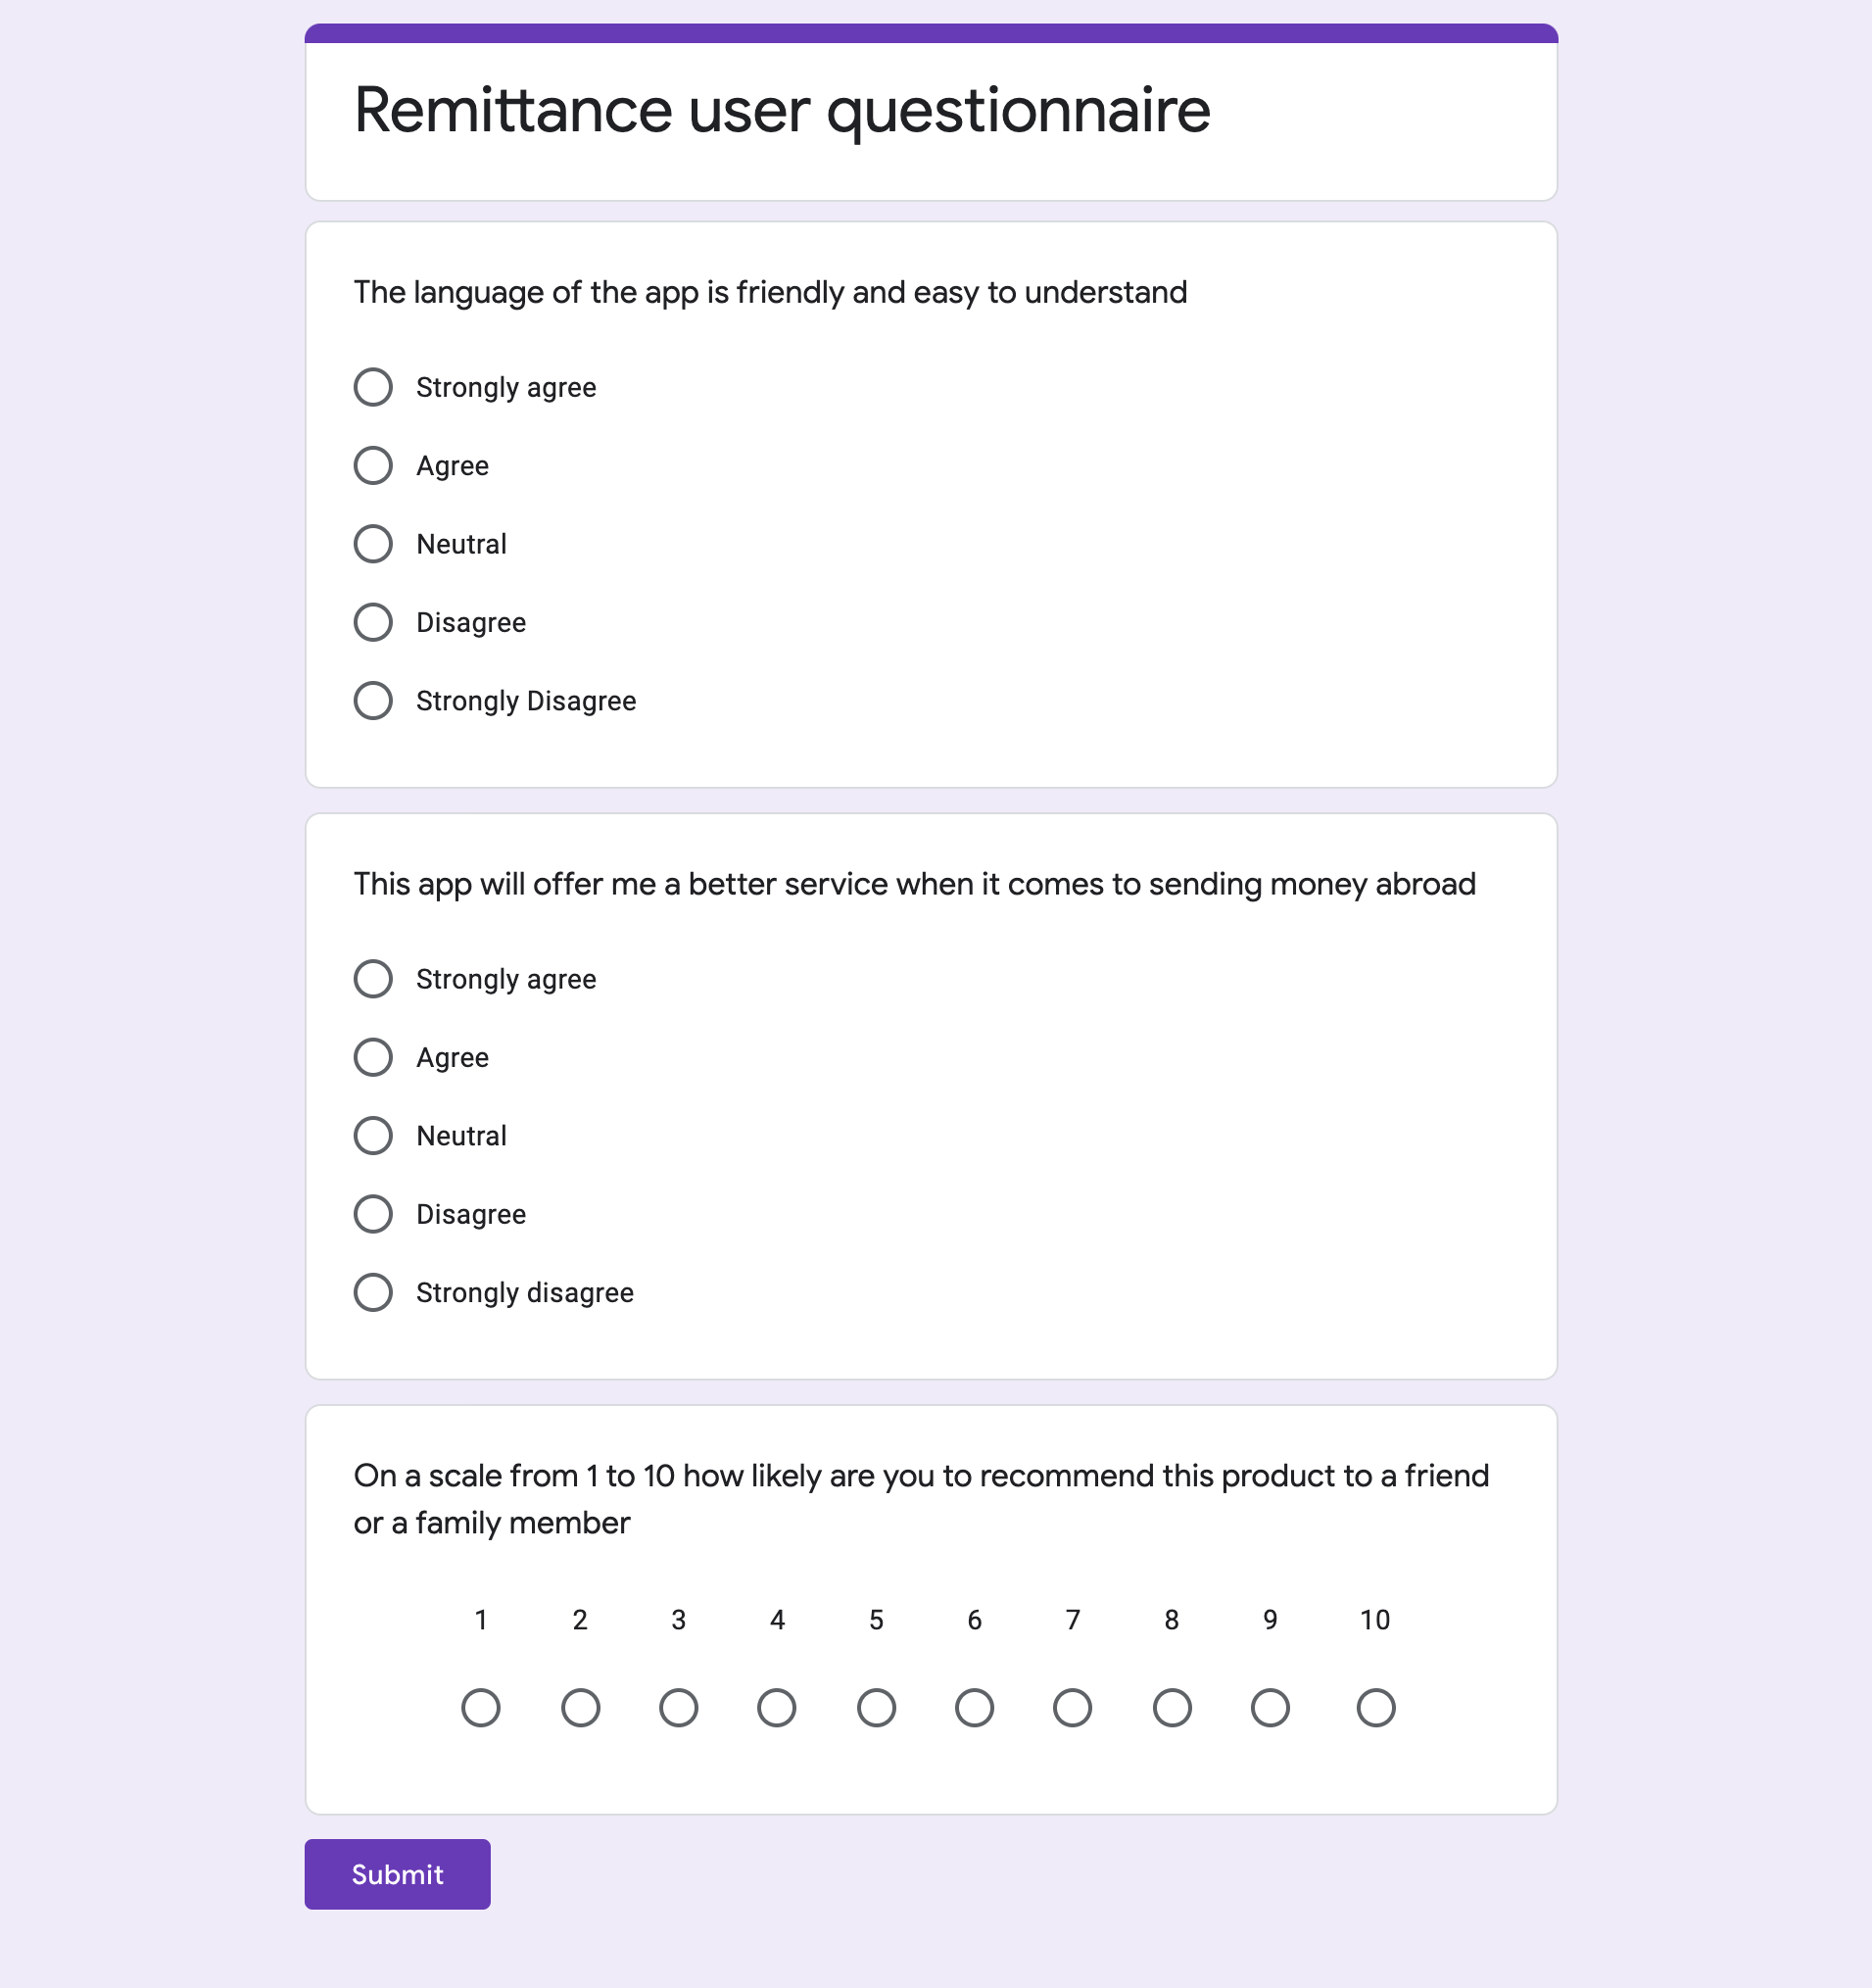 Remittance user questionnaire
The language of the app is friendly and easy to understand
Strongly agree
Agree
Neutral
Disagree
Strongly Disagree
This app will offer me a better service when it comes to sending money abroad
Strongly agree
Agree
Neutral
Disagree
Strongly disagree
On a scale from 1 to 10 how likely are you to recommend this product to a friend
or a family member
1 2 3 4 5 6 7 8 9 10
Submit